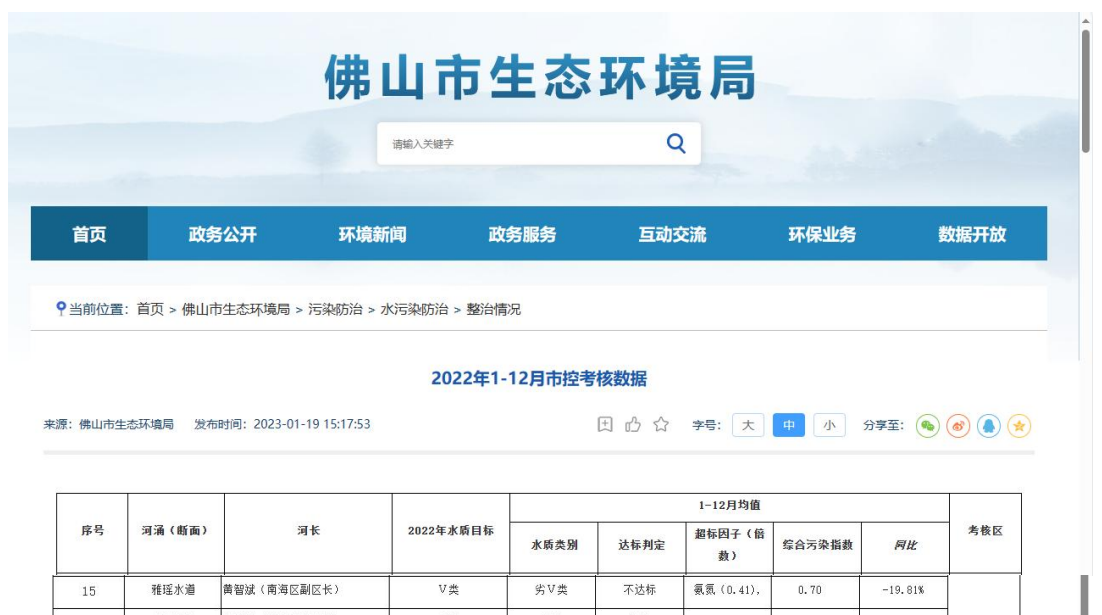 佛山市生态环境局
请输入关键字
首页 政务公开 环境新闻 政务服务 互动交流 环保业务 数据开放
当前位置：首页 > 佛山市生态环境局 > 污染防治 > 水污染防治 > 整治情况
2022年1-12月市控考核数据
来源：佛山市生态环境局 发布时间：2023-01-19 15:17:53 字号： 大 中 小 分享至：
序号 河涌（断面） 河长 2022年水质目标 1-12月均值 考核区
水质类别 达标判定 超标因子（倍数） 综合污染指数 同比
15 雅瑶水道 黄智斌（南海区副区长） Ⅴ类 劣Ⅴ类 不达标 氨氮（0.41）， 0.70 -19.81%